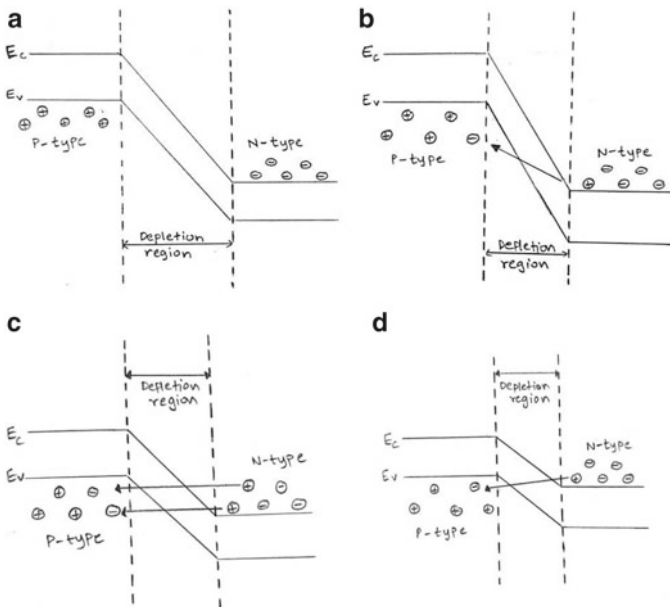 a
Ec
Ev
P-type
N-type
Depletion
region
b
Ec
Ev
P-type
N-type
Depletion
region
c
Depletion
region
Ec
Ev
N-type
P-type
d
Depletion
region
Ec
Ev
N-type
P-type